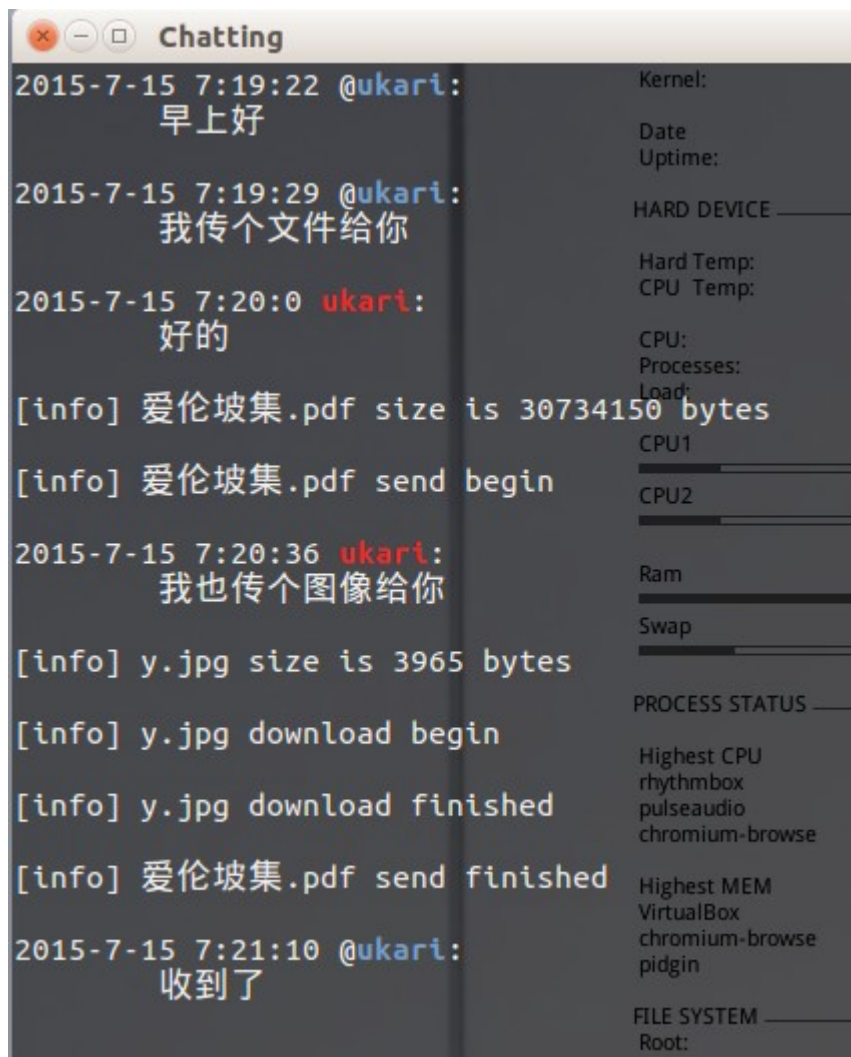 Chatting
2015-7-15 7:19:22 @ukari:
早上好
2015-7-15 7:19:29 @ukari:
我传个文件给你
2015-7-15 7:20:0 ukari:
好的
[info] 爱伦坡集.pdf size is 30734150 bytes
[info] 爱伦坡集.pdf send begin
2015-7-15 7:20:36 ukari:
我也传个图像给你
[info] y.jpg size is 3965 bytes
[info] y.jpg download begin
[info] y.jpg download finished
[info] 爱伦坡集.pdf send finished
2015-7-15 7:21:10 @ukari:
收到了
Kernel:
Date
Uptime:
HARD DEVICE
Hard Temp:
CPU Temp:
CPU:
Processes:
Load:
CPU1
CPU2
Ram
Swap
PROCESS STATUS
Highest CPU
rhythmbox
pulseaudio
chromium-browse
Highest MEM
VirtualBox
chromium-browse
pidgin
FILE SYSTEM
Root: